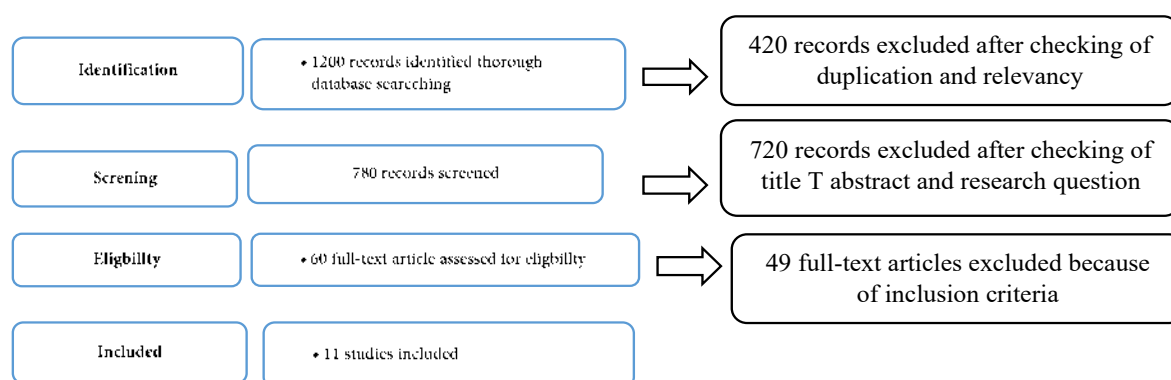 Identification
• 1200 records identified thorough
database searching
420 records excluded after checking of
duplication and relevancy
Screning
780 records screened
720 records excluded after checking of
title T abstract and research question
Eligbillty
• 60 full-text article assessed for eligbillty
49 full-text articles excluded because
of inclusion criteria
Included
• 11 studies included